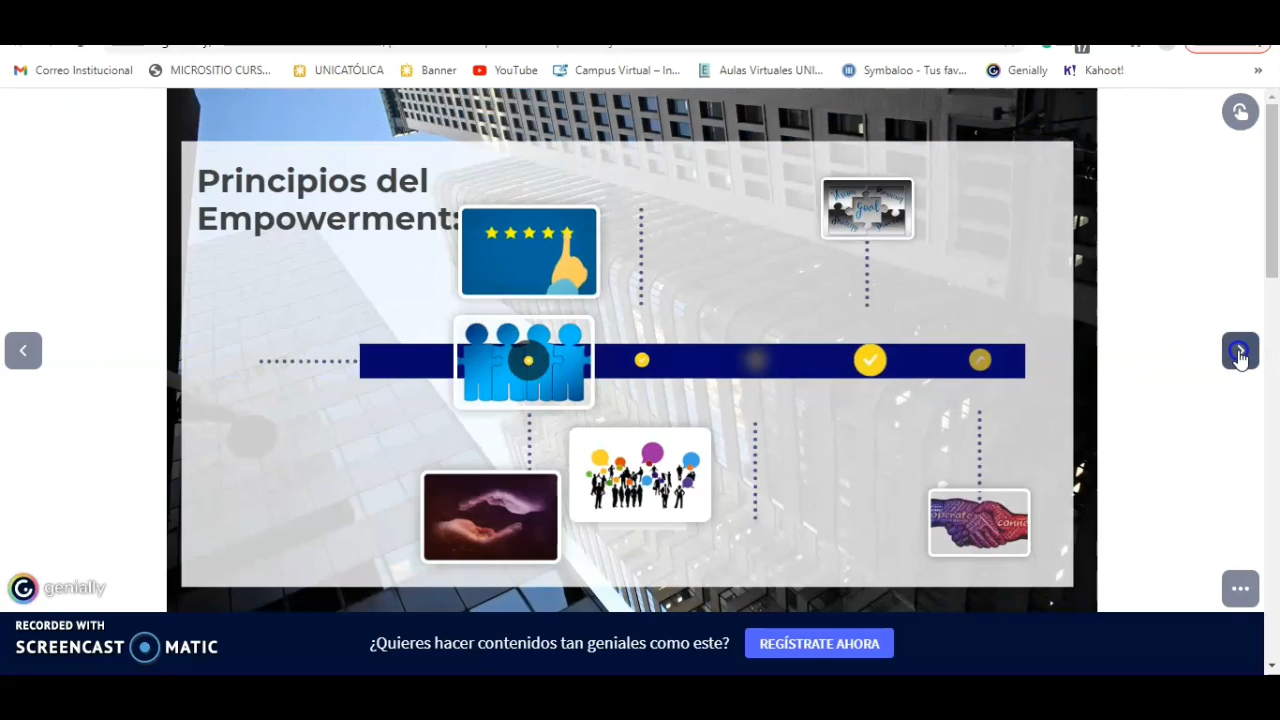 Correo Institucional
MICROSITIO CURS...
UNICATÓLICA
Banner
YouTube
Campus Virtual – In...
Aulas Virtuales UNI...
Symbaloo - Tus fav...
Genially
K! Kahoot!
»
Principios del
Empowerment:
goal
connec
genially
RECORDED WITH
SCREENCAST MATIC
¿Quieres hacer contenidos tan geniales como este?
REGÍSTRATE AHORA